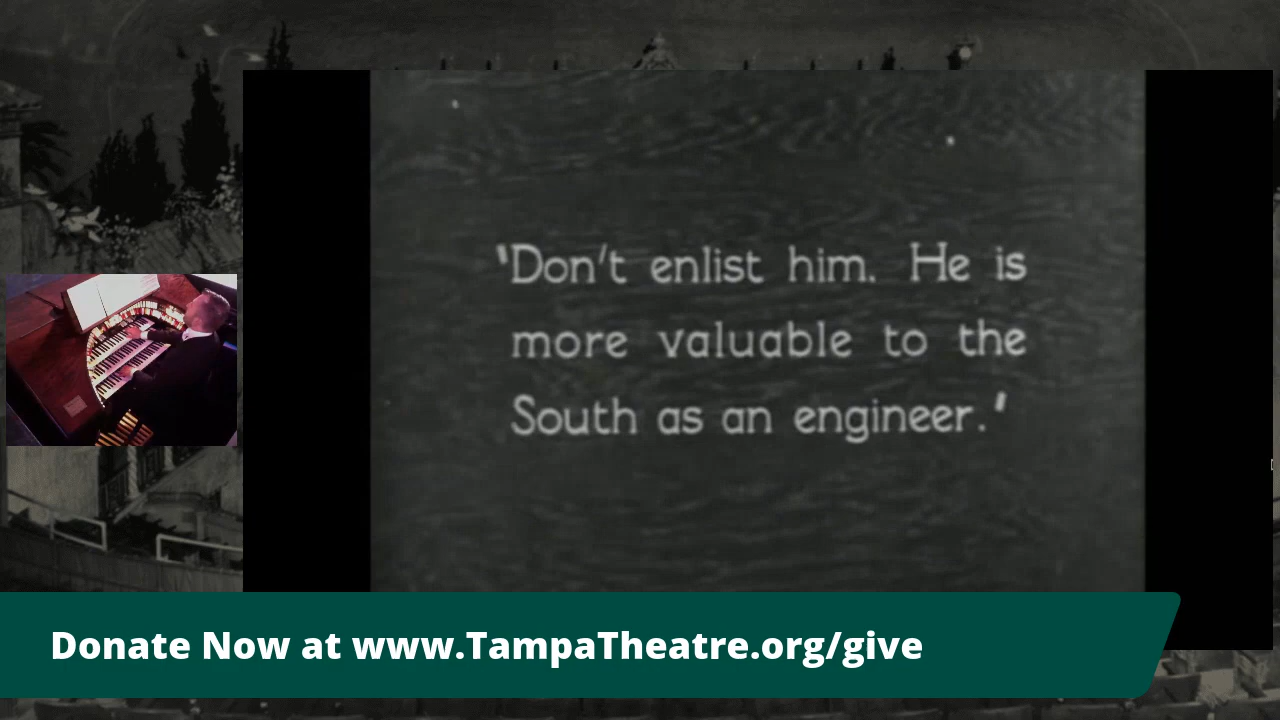 'Don't enlist him. He is
more valuable to the
South as an engineer.'
Donate Now at www.TampaTheatre.org/give